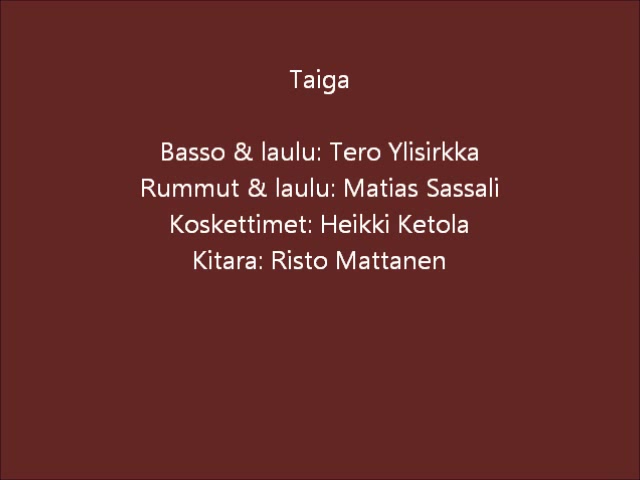 Taiga
Basso & laulu: Tero Ylisirkka
Rummut & laulu: Matias Sassali
Koskettimet: Heikki Ketola
Kitara: Risto Mattanen